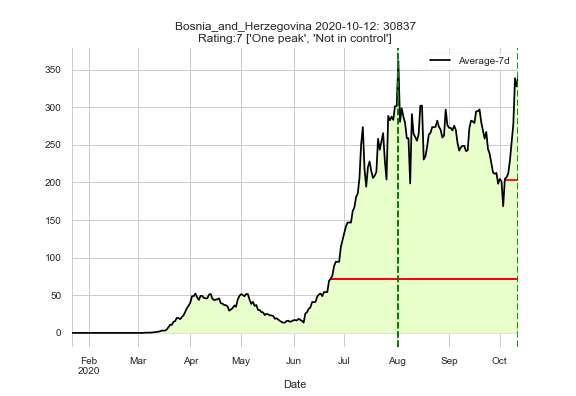 Bosnia_and_Herzegovina 2020-10-12: 30837
Rating:7 ['One peak', 'Not in control']
Average-7d
350
300
250
200
150
100
50
0
Feb Mar Apr May Jun Jul Aug Sep Oct
2020
Date